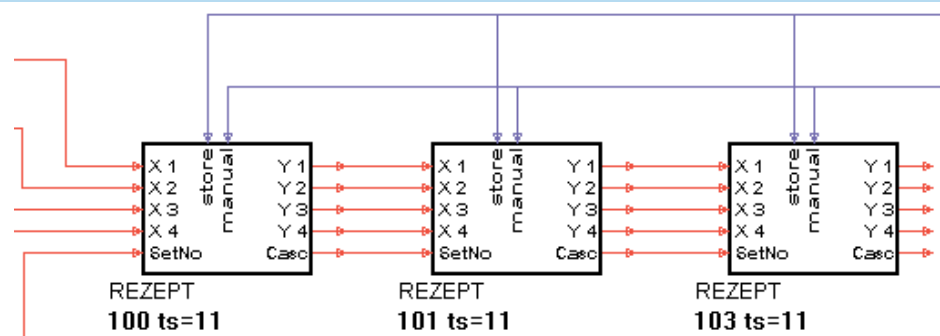 store manual store manual store manual
X 1 Y 1 X 1 Y 1 X 1 Y 1
X 2 Y 2 X 2 Y 2 X 2 Y 2
X 3 Y 3 X 3 Y 3 X 3 Y 3
X 4 Y 4 X 4 Y 4 X 4 Y 4
SetNo Casc SetNo Casc SetNo Casc
REZEPT REZEPT REZEPT
100 ts=11 101 ts=11 103 ts=11